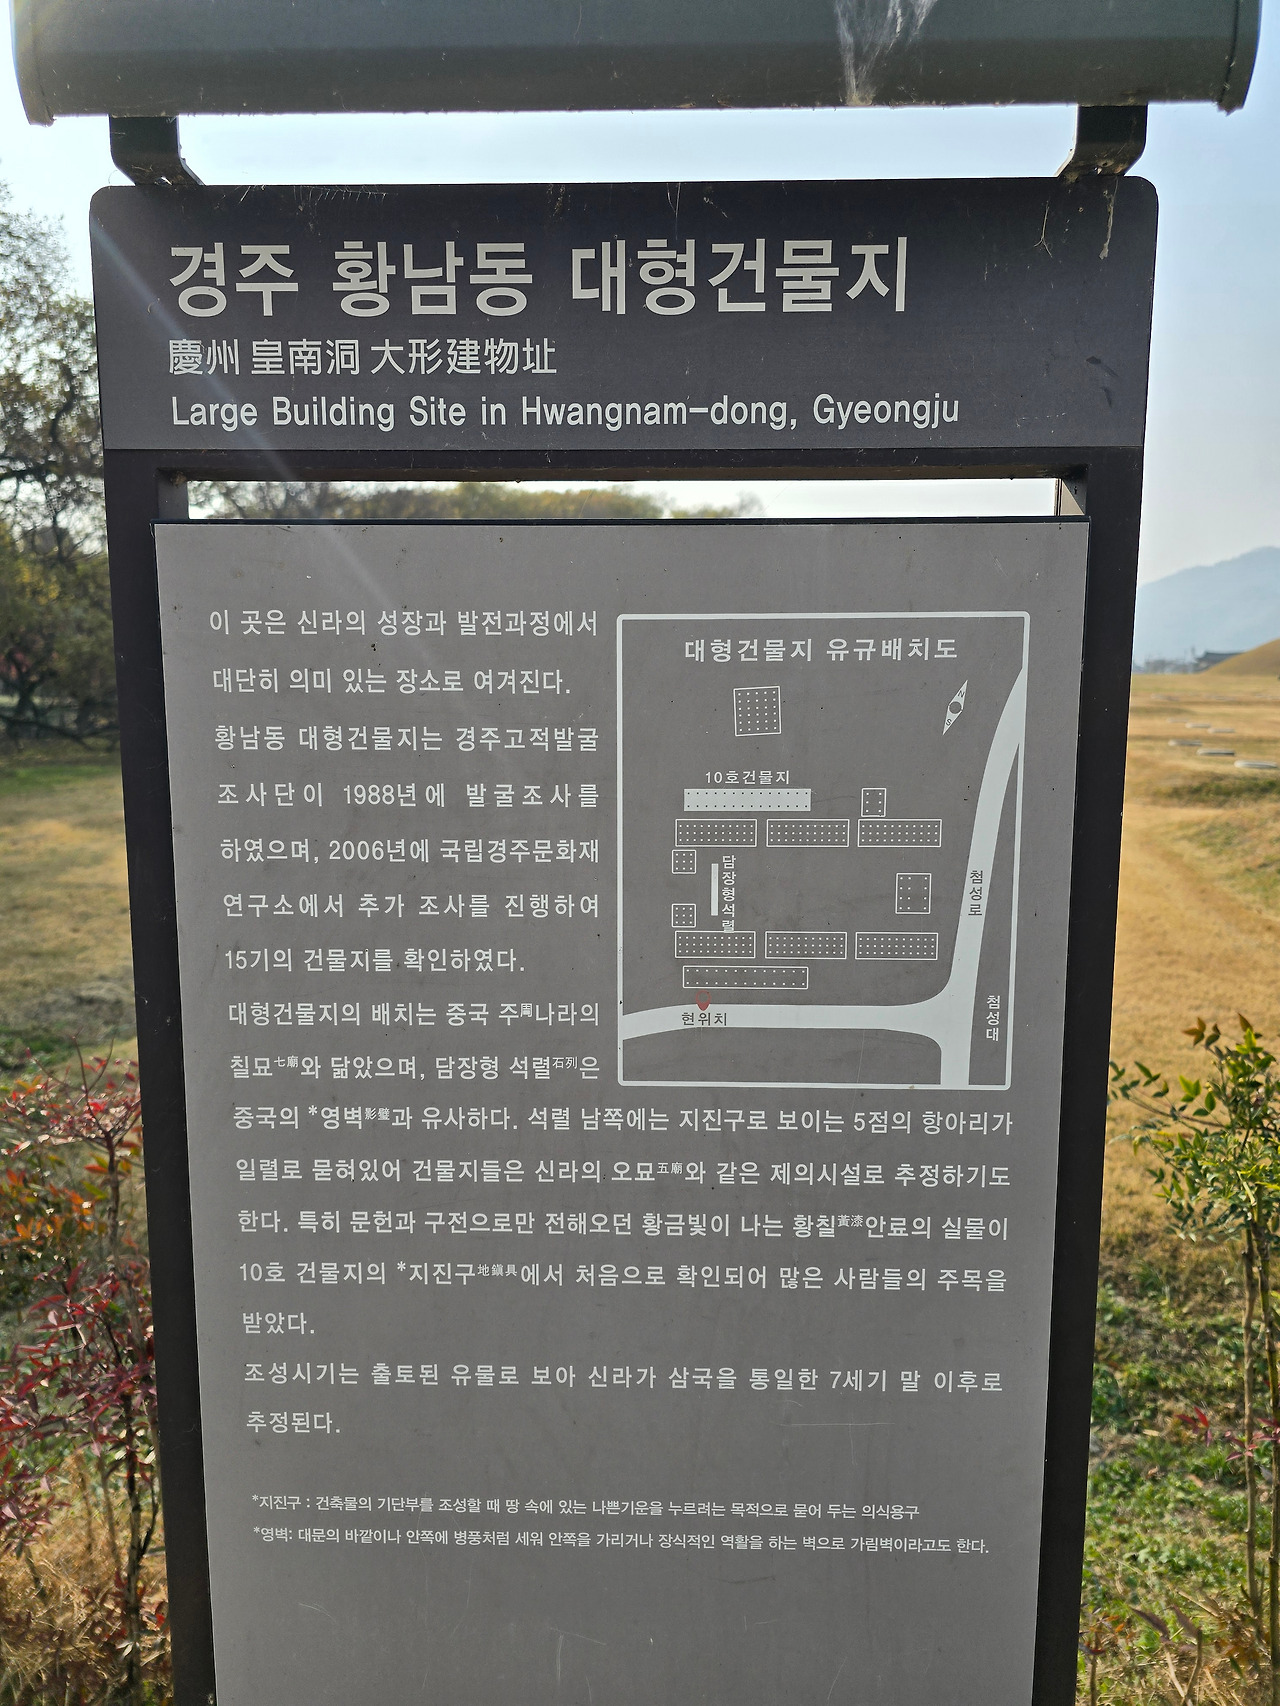 경주 황남동 대형건물지
慶州 皇南洞 大形建物址
Large Building Site in Hwangnam-dong, Gyeongju
이 곳은 신라의 성장과 발전과정에서
대단히 의미 있는 장소로 여겨진다.
황남동 대형건물지는 경주고적발굴
조사단이 1988년에 발굴조사를
하였으며, 2006년에 국립경주문화재
연구소에서 추가 조사를 진행하여
15기의 건물지를 확인하였다.
대형건물지의 배치는 중국 주周나라의
칠묘七廟와 닮았으며, 담장형 석렬石列은
중국의 *영벽影璧과 유사하다. 석렬 남쪽에는 지진구로 보이는 5점의 항아리가
일렬로 묻혀있어 건물지들은 신라의 오묘五廟와 같은 제의시설로 추정하기도
한다. 특히 문헌과 구전으로만 전해오던 황금빛이 나는 황칠黃漆안료의 실물이
10호 건물지의 *지진구地鎭具에서 처음으로 확인되어 많은 사람들의 주목을
받았다.
조성시기는 출토된 유물로 보아 신라가 삼국을 통일한 7세기 말 이후로
추정된다.
*지진구 : 건축물의 기단부를 조성할 때 땅 속에 있는 나쁜기운을 누르려는 목적으로 묻어 두는 의식용구
*영벽: 대문의 바깥이나 안쪽에 병풍처럼 세워 안쪽을 가리거나 장식적인 역활을 하는 벽으로 가림벽이라고도 한다.
대형건물지 유규배치도
N
S
10호건물지
담장형석렬
첨성로
첨성대
현위치